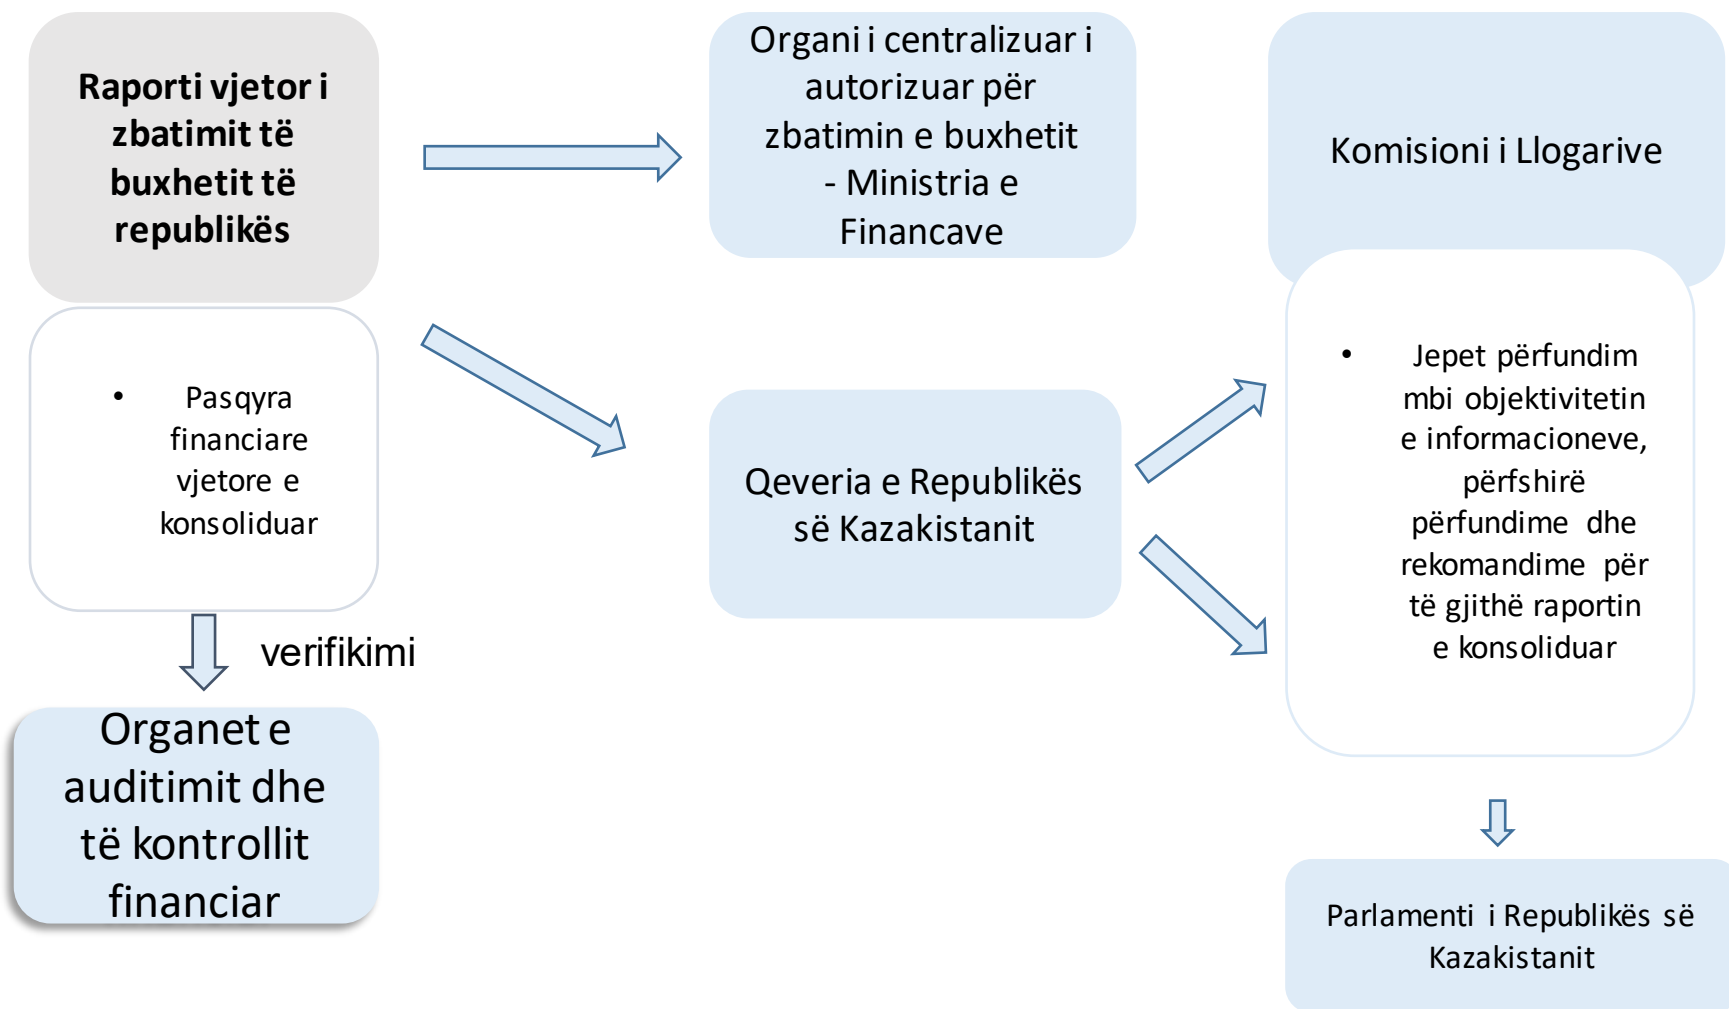 Raporti vjetor i
zbatimit të
buxhetit të
republikës
• Pasqyra
financiare
vjetore e
konsoliduar
verifikimi
Organet e
auditimit dhe
të kontrollit
financiar
Organi i centralizuar i
autorizuar për
zbatimin e buxhetit
- Ministria e
Financave
Qeveria e Republikës
së Kazakistanit
Komisioni i Llogarive
• Jepet përfundim
mbi objektivitetin
e informacioneve,
përfshirë
përfundime dhe
rekomandime për
të gjithë raportin
e konsoliduar
Parlamenti i Republikës së
Kazakistanit